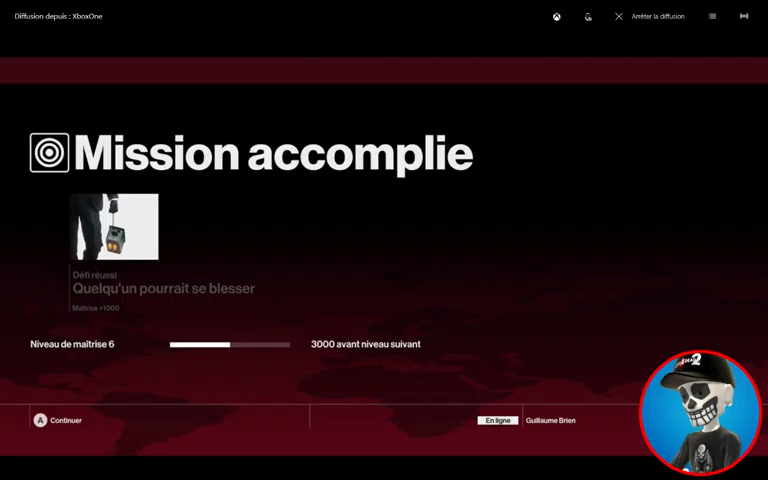 Diffusion depuis : XboxOne
Arrêter la diffusion
Mission accomplie
Défi réussi
Quelqu'un pourrait se blesser
Maîtrise +1000
Niveau de maîtrise 6
3000 avant niveau suivant
A Continuer
En ligne
Guillaume Brien